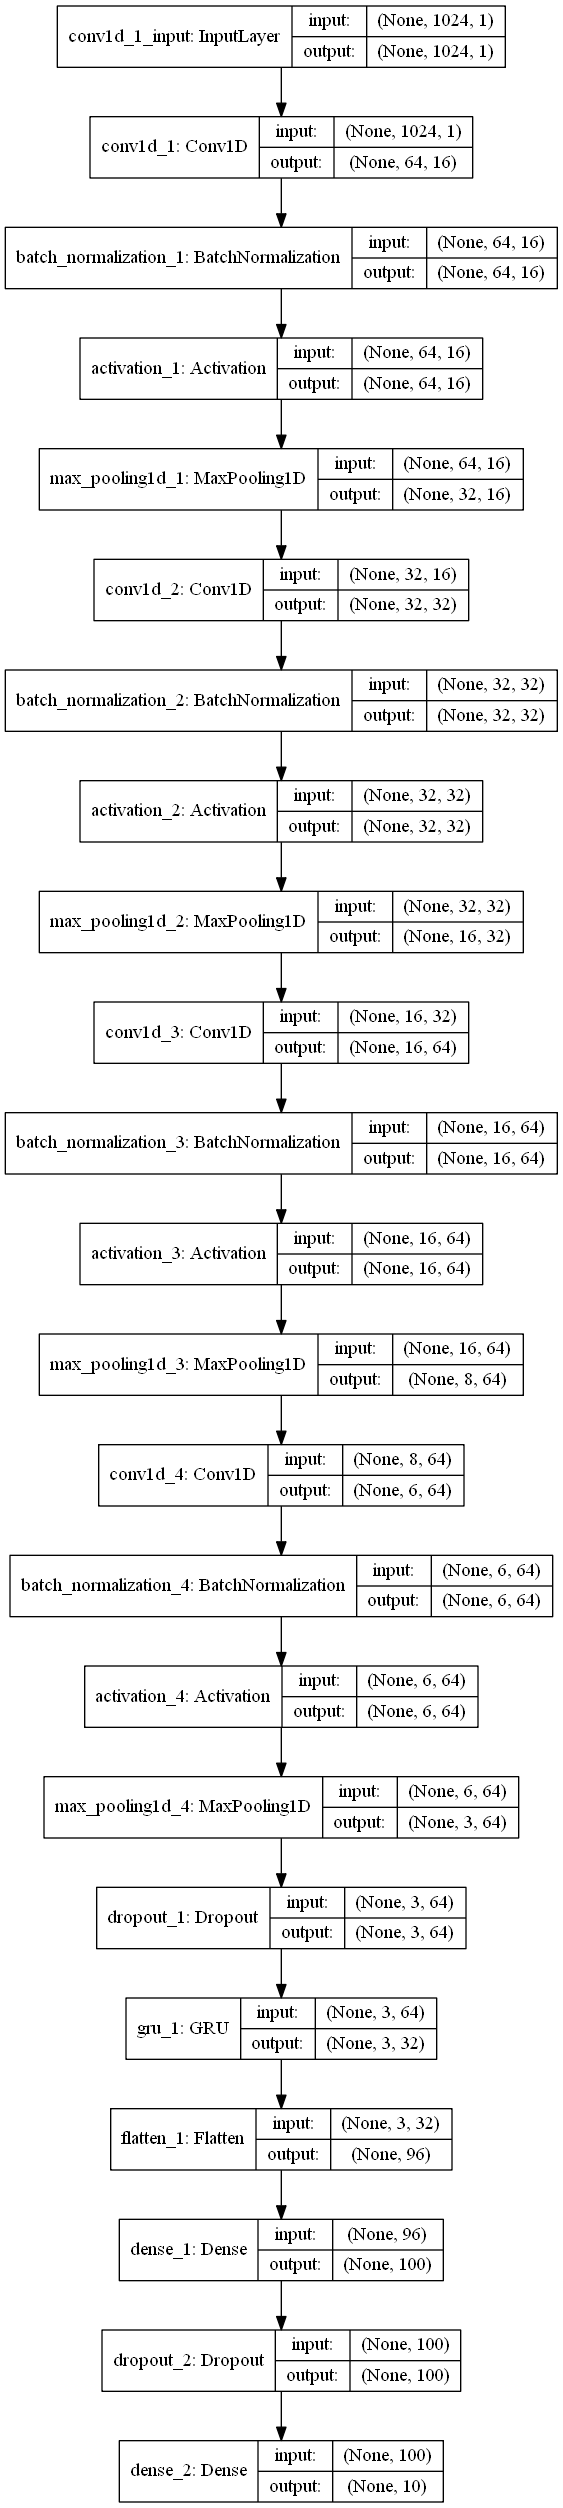 conv1d_1_input: InputLayer input: (None, 1024, 1)
output: (None, 1024, 1)
conv1d_1: Conv1D input: (None, 1024, 1)
output: (None, 64, 16)
batch_normalization_1: BatchNormalization input: (None, 64, 16)
output: (None, 64, 16)
activation_1: Activation input: (None, 64, 16)
output: (None, 64, 16)
max_pooling1d_1: MaxPooling1D input: (None, 64, 16)
output: (None, 32, 16)
conv1d_2: Conv1D input: (None, 32, 16)
output: (None, 32, 32)
batch_normalization_2: BatchNormalization input: (None, 32, 32)
output: (None, 32, 32)
activation_2: Activation input: (None, 32, 32)
output: (None, 32, 32)
max_pooling1d_2: MaxPooling1D input: (None, 32, 32)
output: (None, 16, 32)
conv1d_3: Conv1D input: (None, 16, 32)
output: (None, 16, 64)
batch_normalization_3: BatchNormalization input: (None, 16, 64)
output: (None, 16, 64)
activation_3: Activation input: (None, 16, 64)
output: (None, 16, 64)
max_pooling1d_3: MaxPooling1D input: (None, 16, 64)
output: (None, 8, 64)
conv1d_4: Conv1D input: (None, 8, 64)
output: (None, 6, 64)
batch_normalization_4: BatchNormalization input: (None, 6, 64)
output: (None, 6, 64)
activation_4: Activation input: (None, 6, 64)
output: (None, 6, 64)
max_pooling1d_4: MaxPooling1D input: (None, 6, 64)
output: (None, 3, 64)
dropout_1: Dropout input: (None, 3, 64)
output: (None, 3, 64)
gru_1: GRU input: (None, 3, 64)
output: (None, 3, 32)
flatten_1: Flatten input: (None, 3, 32)
output: (None, 96)
dense_1: Dense input: (None, 96)
output: (None, 100)
dropout_2: Dropout input: (None, 100)
output: (None, 100)
dense_2: Dense input: (None, 100)
output: (None, 10)